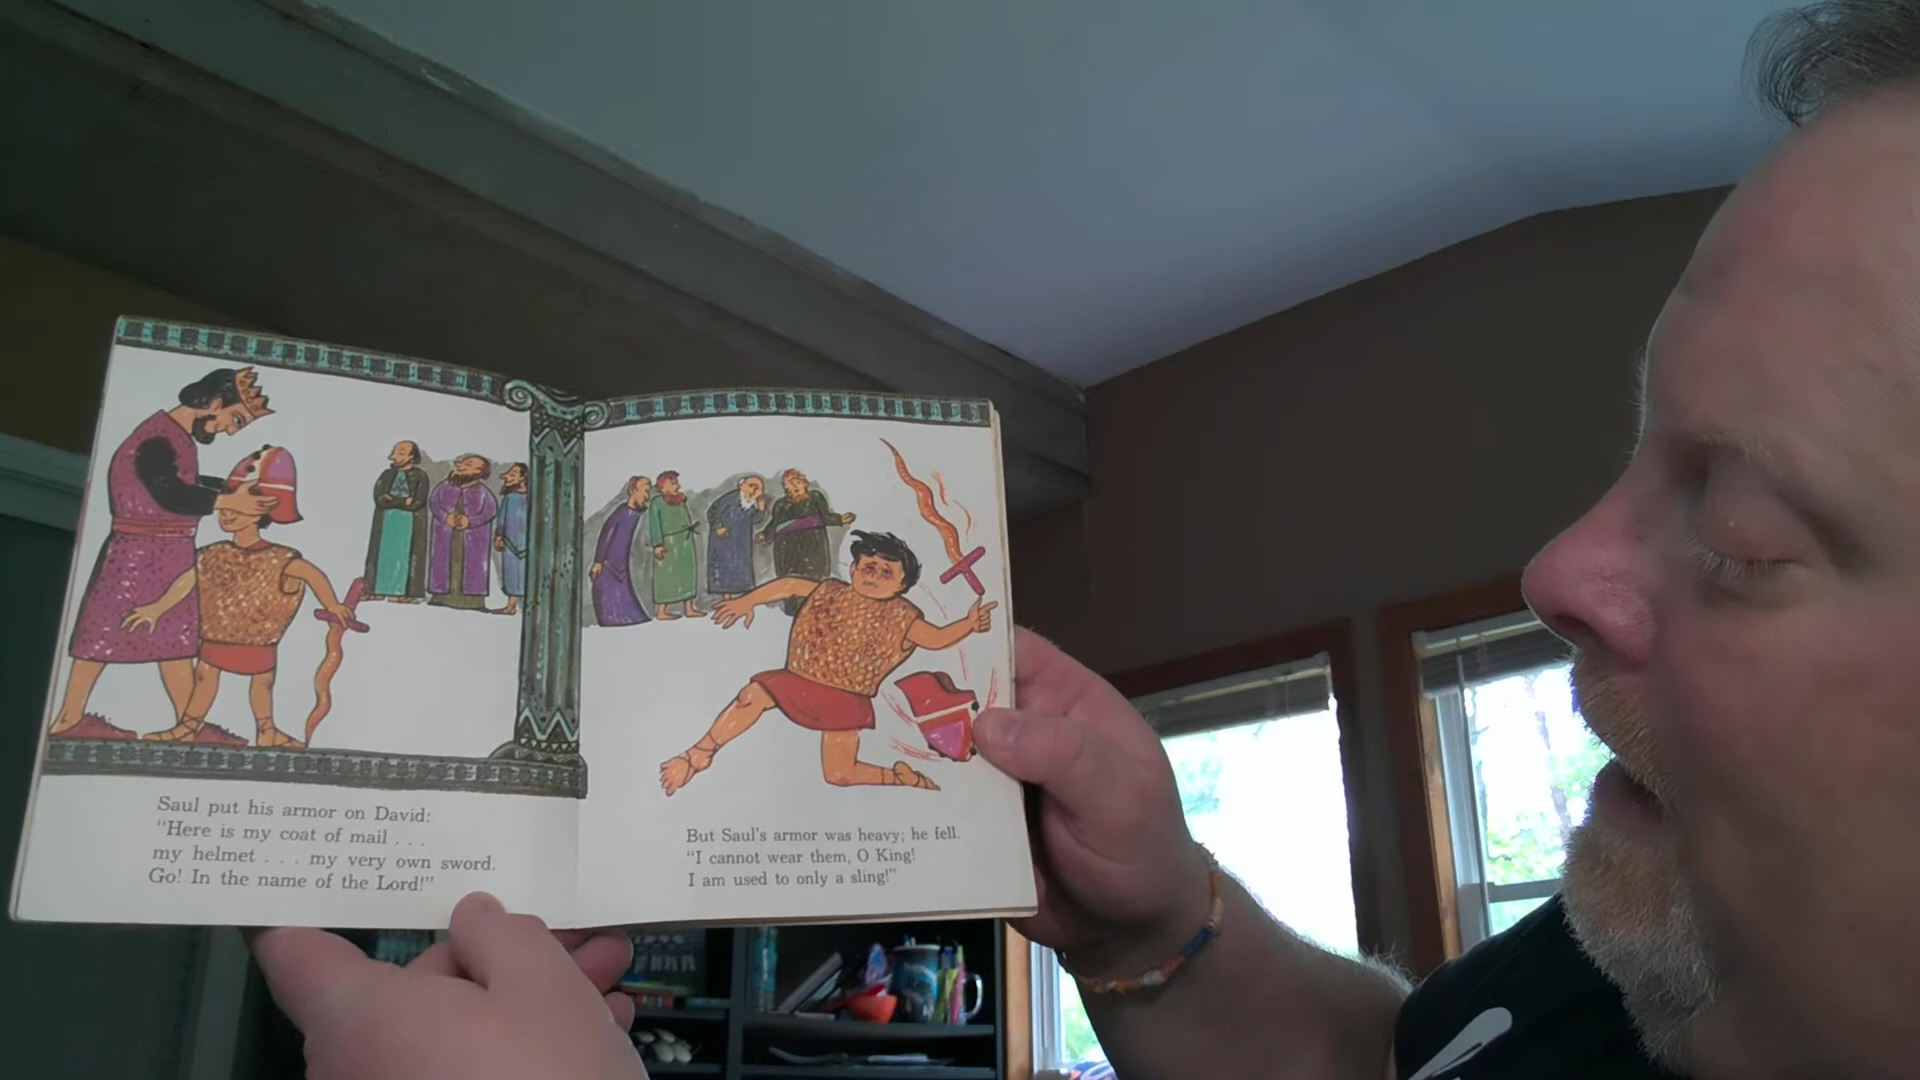 Saul put his armor on David:
"Here is my coat of mail . . .
my helmet . . . my very own sword.
Go! In the name of the Lord!"
But Saul's armor was heavy; he fell.
"I cannot wear them, O King!
I am used to only a sling!"